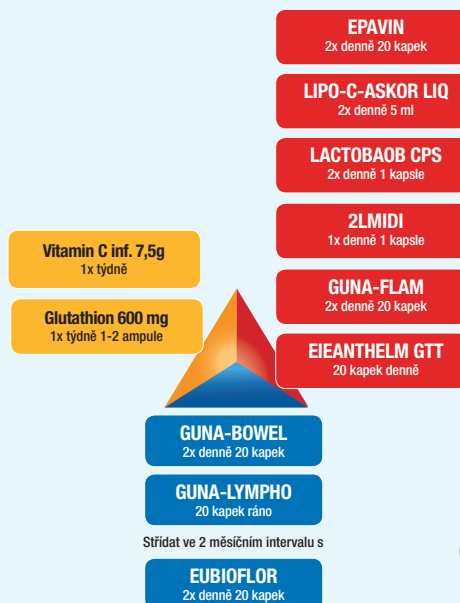 EPAVIN
2x denně 20 kapek
LIPO-C-ASKOR LIQ
2x denně 5 ml
LACTOBAOB CPS
2x denně 1 kapsle
2LMIDI
1x denně 1 kapsle
GUNA-FLAM
2x denně 20 kapek
EIEANTHELM GTT
20 kapek denně
Vitamin C inf. 7,5g
1x týdně
Glutathion 600 mg
1x týdně 1-2 ampule
GUNA-BOWEL
2x denně 20 kapek
GUNA-LYMPHO
20 kapek ráno
Střídat ve 2 měsíčním intervalu s
EUBIOFLOR
2x denně 20 kapek